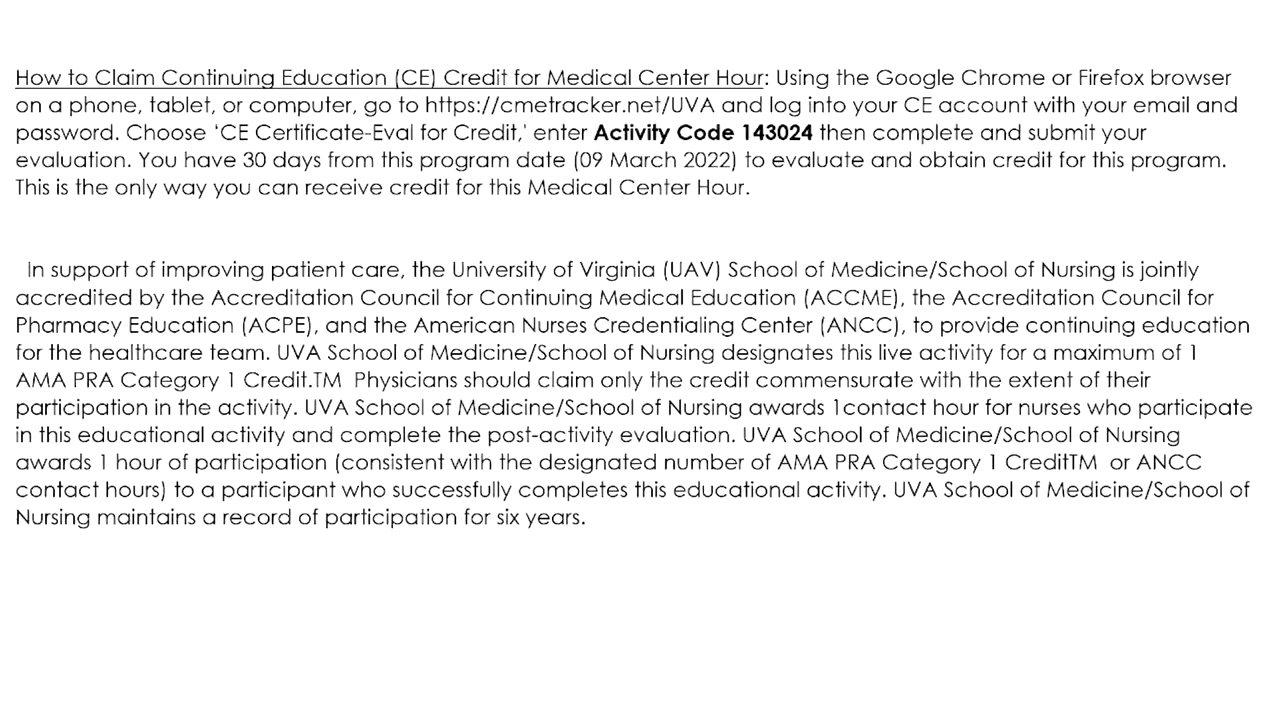 How to Claim Continuing Education (CE) Credit for Medical Center Hour: Using the Google Chrome or Firefox browser
on a phone, tablet, or computer, go to https://cmetracker.net/UVA and log into your CE account with your email and
password. Choose ‘CE Certificate-Eval for Credit,' enter Activity Code 143024 then complete and submit your
evaluation. You have 30 days from this program date (09 March 2022) to evaluate and obtain credit for this program.
This is the only way you can receive credit for this Medical Center Hour.
In support of improving patient care, the University of Virginia (UAV) School of Medicine/School of Nursing is jointly
accredited by the Accreditation Council for Continuing Medical Education (ACCME), the Accreditation Council for
Pharmacy Education (ACPE), and the American Nurses Credentialing Center (ANCC), to provide continuing education
for the healthcare team. UVA School of Medicine/School of Nursing designates this live activity for a maximum of 1
AMA PRA Category 1 Credit.TM  Physicians should claim only the credit commensurate with the extent of their
participation in the activity. UVA School of Medicine/School of Nursing awards 1contact hour for nurses who participate
in this educational activity and complete the post-activity evaluation. UVA School of Medicine/School of Nursing
awards 1 hour of participation (consistent with the designated number of AMA PRA Category 1 CreditTM  or ANCC
contact hours) to a participant who successfully completes this educational activity. UVA School of Medicine/School of
Nursing maintains a record of participation for six years.